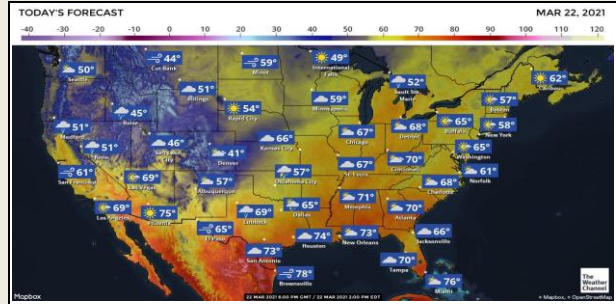 TODAY'S FORECAST
MAR 22, 2021
-40 -30 -20 -10 0 10 20 30 40 50 60 70 80 90 100 110 120
50°
Seattle
44°
Cut Bank
59°
Minot
49°
International
Falls
52°
Sault Ste
Marie
62°
Caribou
51°
Billings
59°
Minneapolis
57°
Boston
45°
Boise
54°
Rapid City
65°
Buffalo
58°
New York
51°
Medford
67°
Chicago
68°
Detroit
51°
Reno
46°
Salt Lake
City
41°
Denver
66°
Kansas City
65°
Washington
61°
San Francisco
69°
Las Vegas
57°
Albuquerque
57°
Oklahoma City
67°
St. Louis
70°
Cincinnati
61°
Norfolk
68°
Charlotte
69°
Los Angeles
75°
Phoenix
69°
Lubbock
65°
Dallas
71°
Memphis
70°
Atlanta
65°
El Paso
73°
San Antonio
74°
Houston
73°
New Orleans
66°
Jacksonville
78°
Brownsville
70°
Tampa
76°
Miami
The
Weather
Channel
Mapbox
22 MAR 2021 6:00 PM GMT / 22 MAR 2021 2:00 PM EDT
© Mapbox, © OpenStreetMap